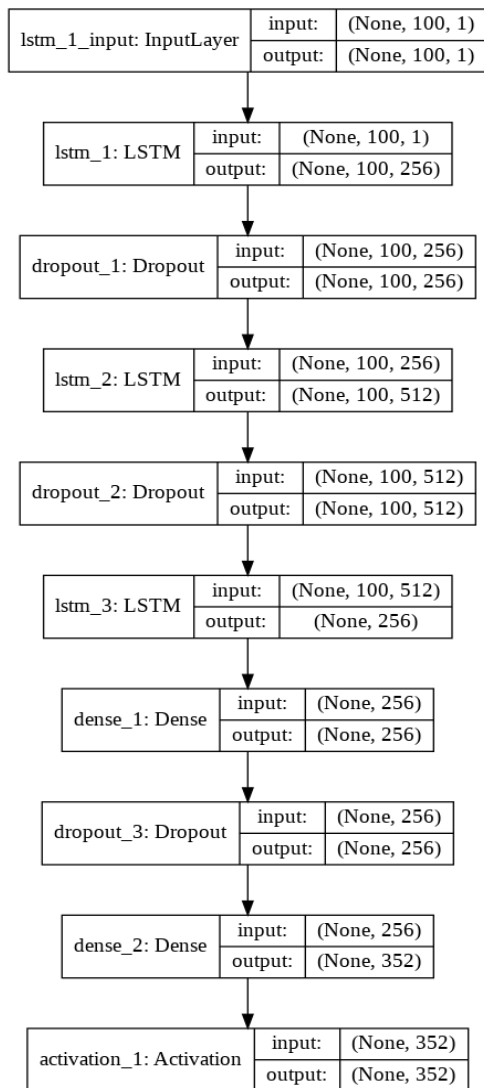 lstm_1_input: InputLayer
input: (None, 100, 1)
output: (None, 100, 1)
lstm_1: LSTM
input: (None, 100, 1)
output: (None, 100, 256)
dropout_1: Dropout
input: (None, 100, 256)
output: (None, 100, 256)
lstm_2: LSTM
input: (None, 100, 256)
output: (None, 100, 512)
dropout_2: Dropout
input: (None, 100, 512)
output: (None, 100, 512)
lstm_3: LSTM
input: (None, 100, 512)
output: (None, 256)
dense_1: Dense
input: (None, 256)
output: (None, 256)
dropout_3: Dropout
input: (None, 256)
output: (None, 256)
dense_2: Dense
input: (None, 256)
output: (None, 352)
activation_1: Activation
input: (None, 352)
output: (None, 352)